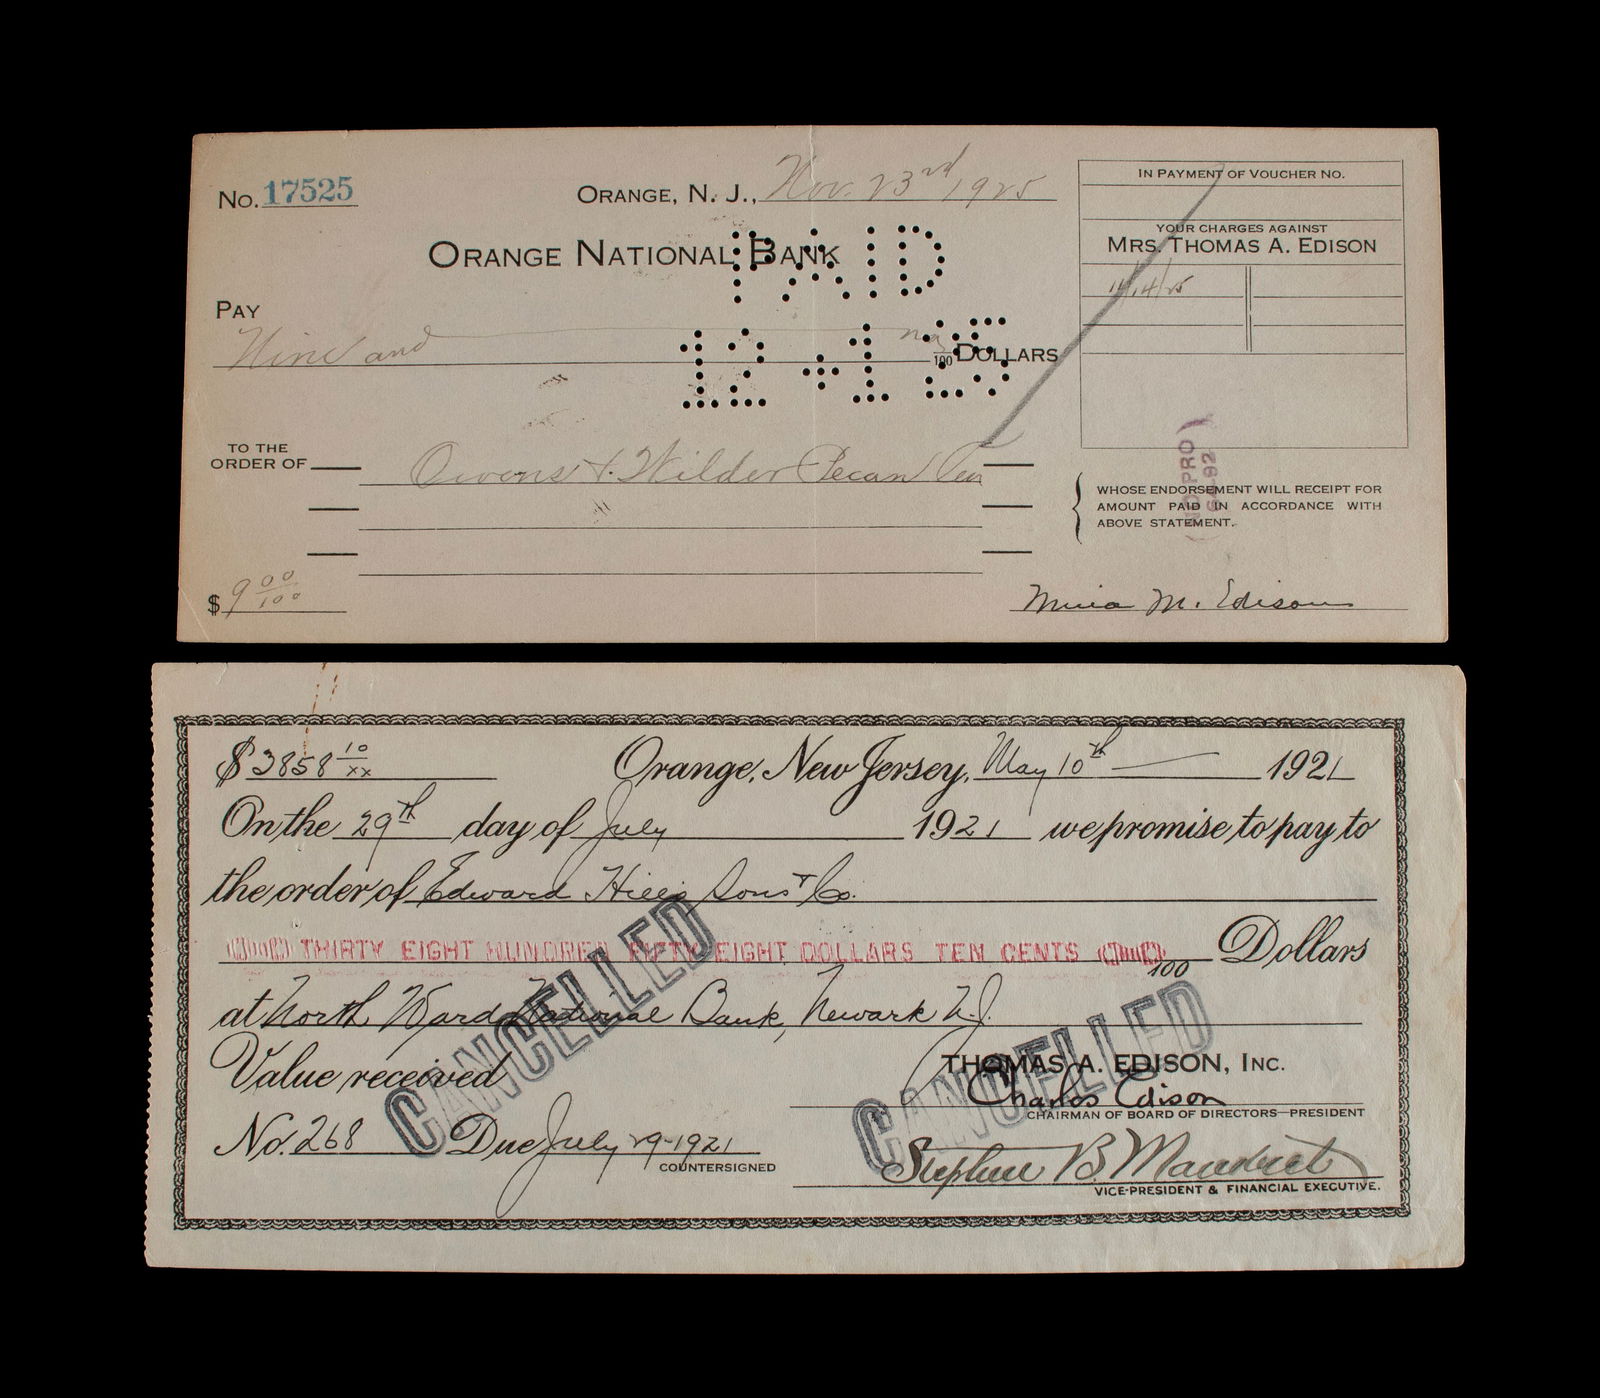 No. 17525
ORANGE, N. J., Nov. 23rd 1925
ORANGE NATIONAL BANK
PAID
PAY
Nine and no/100 DOLLARS
12 + 1 25
TO THE ORDER OF Owens & Wilder Pecan Co
$ 9 00/100
IN PAYMENT OF VOUCHER NO.
YOUR CHARGES AGAINST
MRS. THOMAS A. EDISON
11/14/25
WHOSE ENDORSEMENT WILL RECEIPT FOR
AMOUNT PAID IN ACCORDANCE WITH
ABOVE STATEMENT.
Mina M. Edison
$ 3858 10/xx Orange, New Jersey, May 10th 1921
On the 29th day of July 1921 we promise to pay to
the order of Edward Hill's Sons & Co.
THIRTY EIGHT HUNDRED FIFTY EIGHT DOLLARS TEN CENTS 100 Dollars
at North Ward National Bank, Newark N.J.
Value received
THOMAS A. EDISON, INC.
Charles Edison
CHAIRMAN OF BOARD OF DIRECTORS—PRESIDENT
No. 268 Due July 29-1921
COUNTERSIGNED
Stephen B. Mambert
VICE-PRESIDENT & FINANCIAL EXECUTIVE.
CANCELLED
CANCELLED